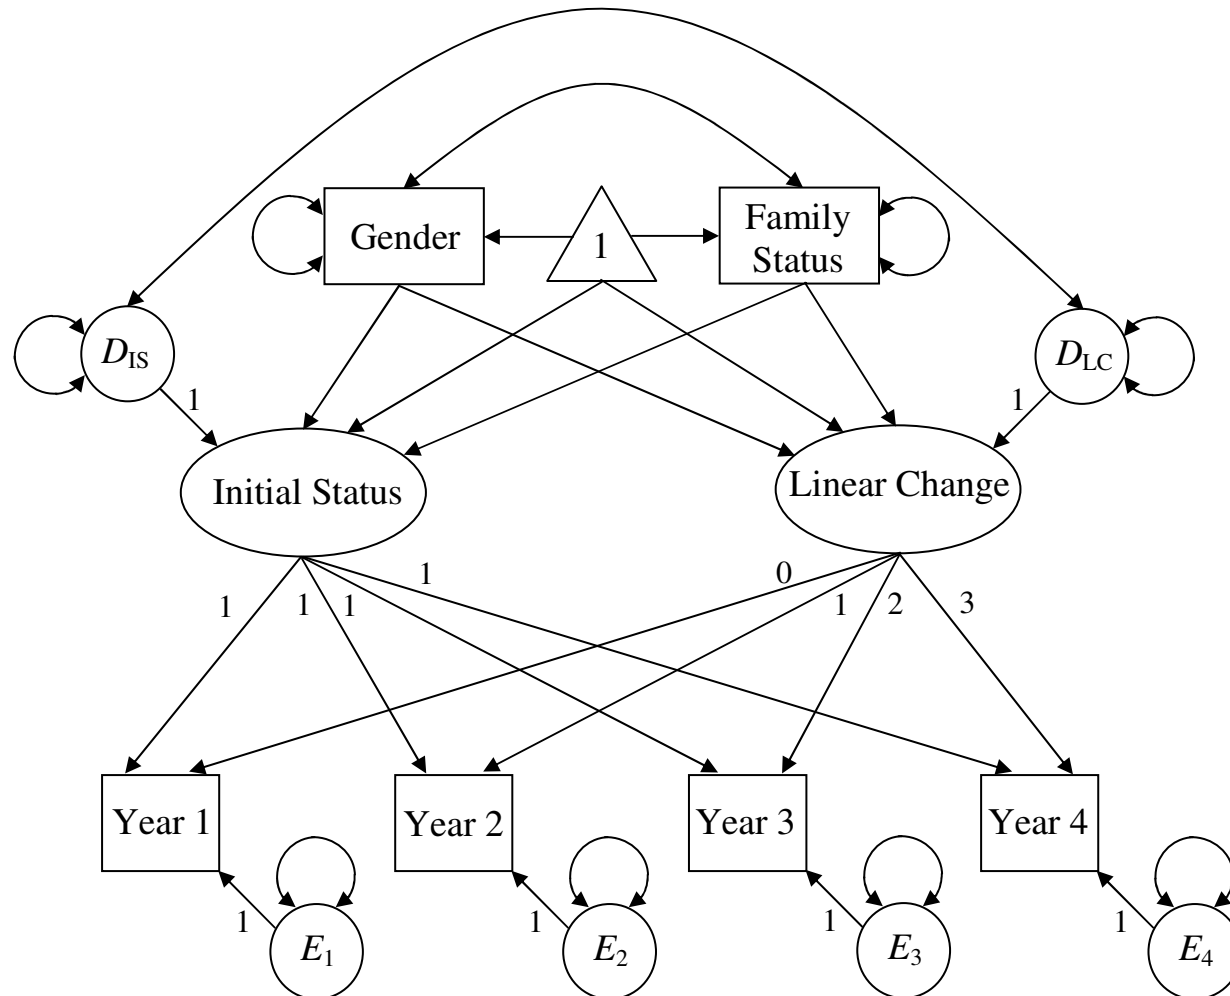 Gender
1
Family
Status
D_IS
D_LC
1
1
Initial Status
Linear Change
1
1
1
1
0
1
2
3
Year 1
Year 2
Year 3
Year 4
1
E_1
1
E_2
1
E_3
1
E_4